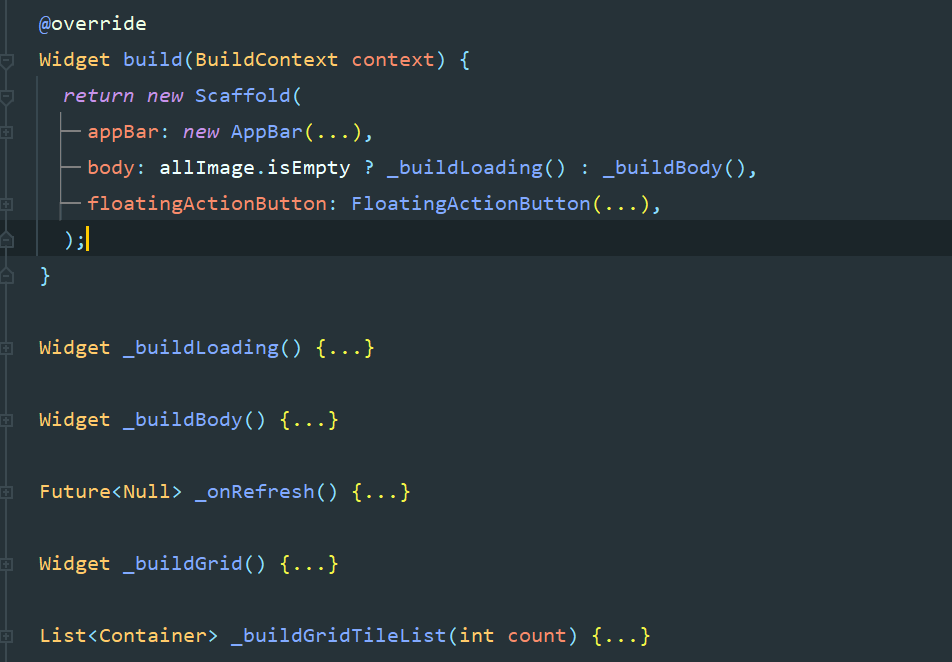 @override
Widget build(BuildContext context) {
return new Scaffold(
appBar: new AppBar(...),
body: allImage.isEmpty ? _buildLoading() : _buildBody(),
floatingActionButton: FloatingActionButton(...),
);
}
Widget _buildLoading() {...}
Widget _buildBody() {...}
Future<Null> _onRefresh() {...}
Widget _buildGrid() {...}
List<Container> _buildGridTileList(int count) {...}